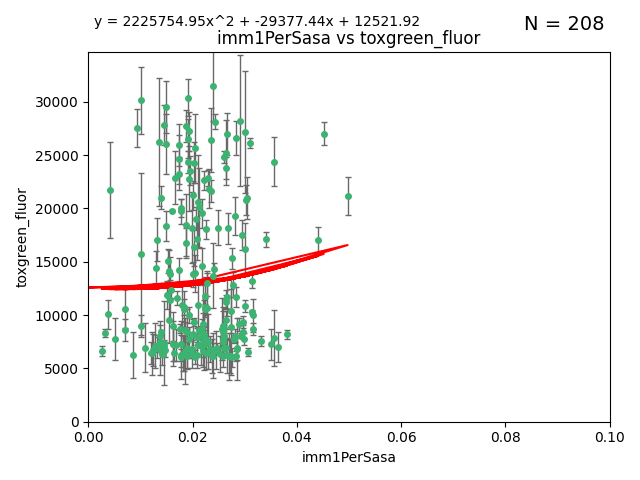 y = 2225754.95x^2 + -29377.44x + 12521.92
N = 208
imm1PerSasa vs toxgreen_fluor
toxgreen_fluor
30000
25000
20000
15000
10000
5000
0
0.00 0.02 0.04 0.06 0.08 0.10
imm1PerSasa